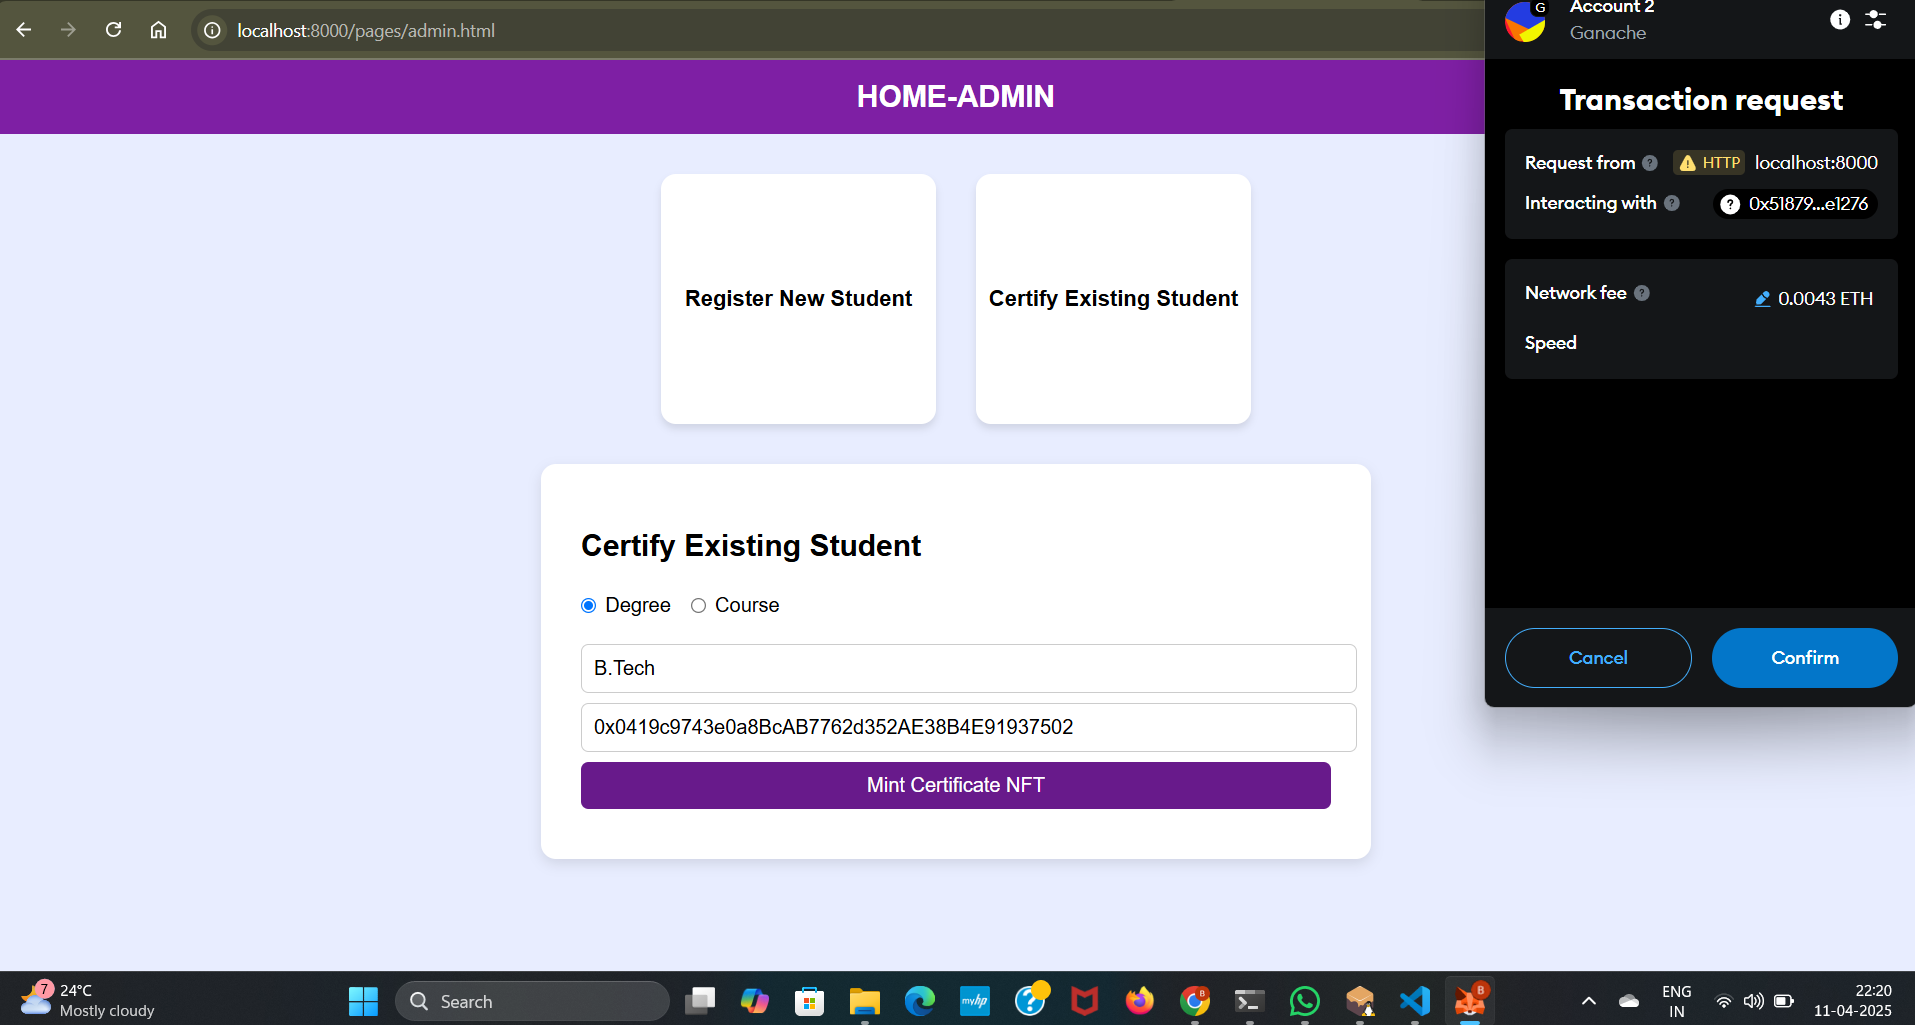 localhost:8000/pages/admin.html
HOME-ADMIN
Register New Student
Certify Existing Student
Certify Existing Student
Degree
Course
B.Tech
0x0419c9743e0a8BcAB7762d352AE38B4E91937502
Mint Certificate NFT
G
Account 2
Ganache
Transaction request
Request from ? HTTP localhost:8000
Interacting with ? ? 0x51879...e1276
Network fee ? 0.0043 ETH
Speed
Cancel
Confirm
7
24°C
Mostly cloudy
Search
myhp
B
B
ENG
IN
22:20
11-04-2025